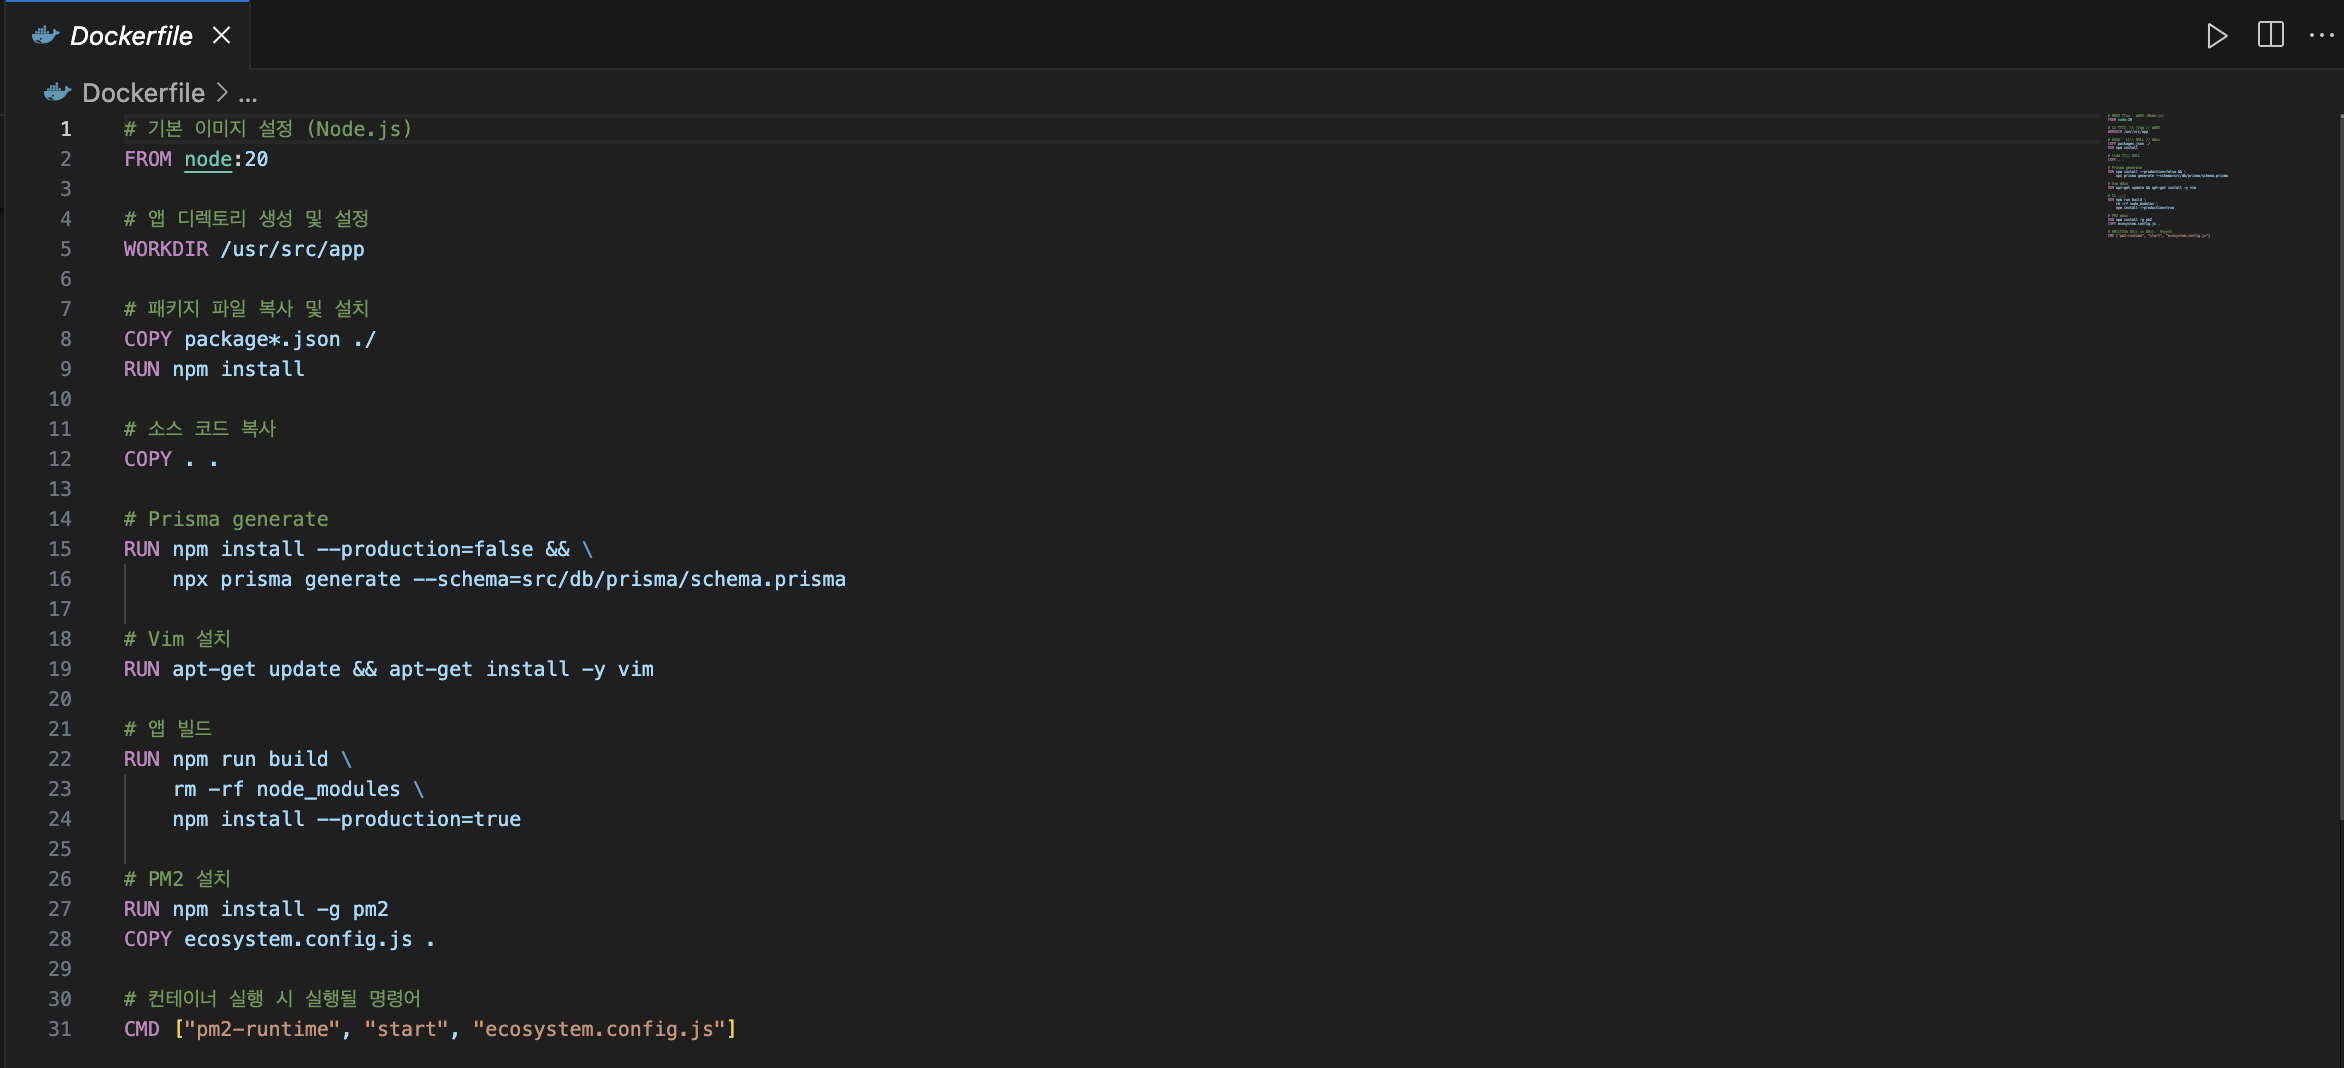 Dockerfile
Dockerfile > ...
1 # 기본 이미지 설정 (Node.js)
2 FROM node:20
3
4 # 앱 디렉토리 생성 및 설정
5 WORKDIR /usr/src/app
6
7 # 패키지 파일 복사 및 설치
8 COPY package*.json ./
9 RUN npm install
10
11 # 소스 코드 복사
12 COPY . .
13
14 # Prisma generate
15 RUN npm install --production=false && \
16     npx prisma generate --schema=src/db/prisma/schema.prisma
17
18 # Vim 설치
19 RUN apt-get update && apt-get install -y vim
20
21 # 앱 빌드
22 RUN npm run build \
23     rm -rf node_modules \
24     npm install --production=true
25
26 # PM2 설치
27 RUN npm install -g pm2
28 COPY ecosystem.config.js .
29
30 # 컨테이너 실행 시 실행될 명령어
31 CMD ["pm2-runtime", "start", "ecosystem.config.js"]